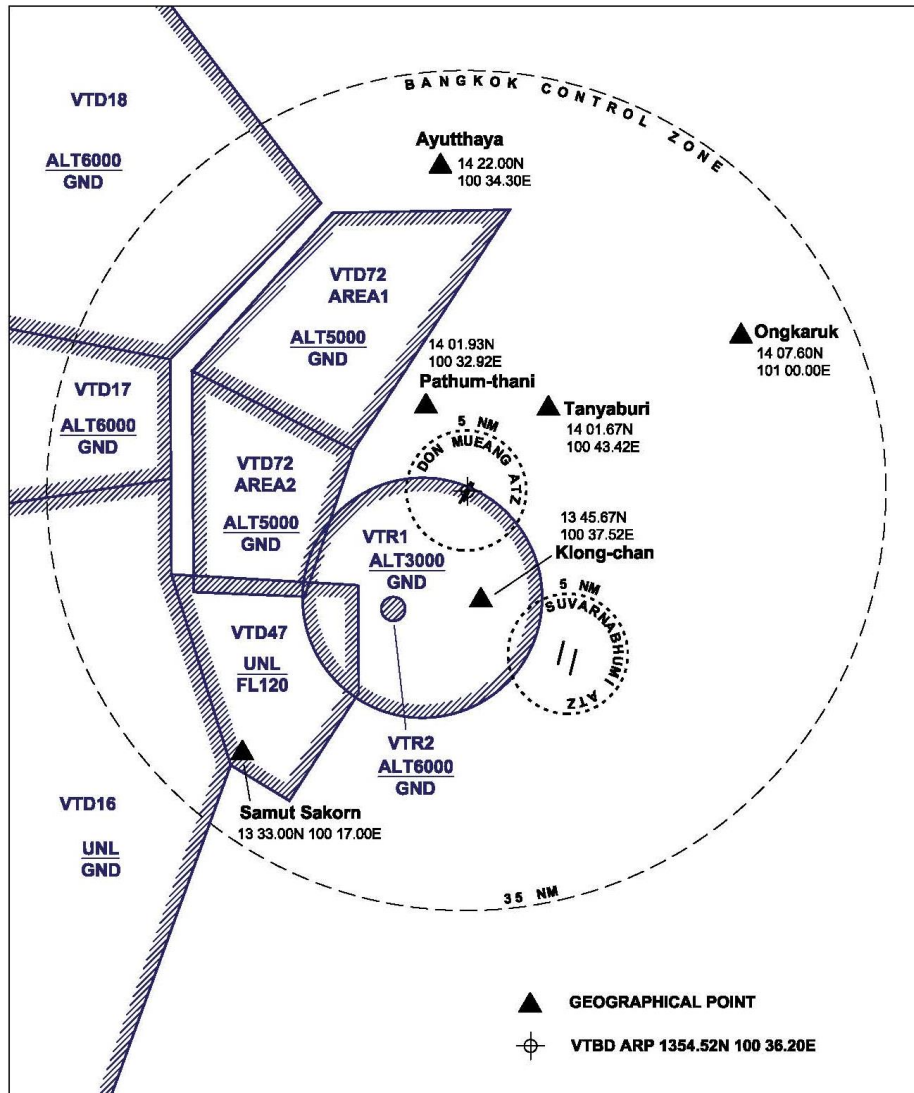 BANGKOK CONTROL ZONE
VTD18
ALT6000
GND
Ayutthaya
14 22.00N
100 34.30E
VTD72
AREA1
ALT5000
GND
Ongkaruk
14 07.60N
101 00.00E
14 01.93N
100 32.92E
Pathum-thani
VTD17
ALT6000
GND
Tanyaburi
14 01.67N
100 43.42E
5 NM
DON MUEANG ATZ
VTD72
AREA2
ALT5000
GND
13 45.67N
100 37.52E
Klong-chan
VTR1
ALT3000
GND
5 NM
SUVARNABHUMI ATZ
VTD47
UNL
FL120
VTR2
ALT6000
GND
VTD16
UNL
GND
Samut Sakorn
13 33.00N 100 17.00E
35 NM
GEOGRAPHICAL POINT
VTBD ARP 1354.52N 100 36.20E